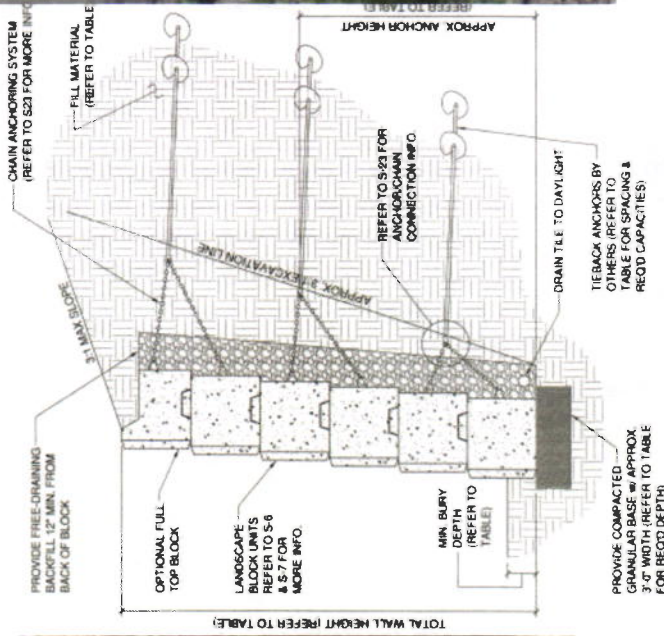 PROVIDE FREE-DRAINING
BACKFILL 12" MIN. FROM
BACK OF BLOCK
OPTIONAL FULL
TOP BLOCK
LANDSCAPE
BLOCK UNITS
REFER TO S-6
& S-7 FOR
MORE INFO.
MIN. BURY
DEPTH
(REFER TO
TABLE)
PROVIDE COMPACTED
GRANULAR BASE w/ APPROX
3'-0" WIDTH (REFER TO TABLE
FOR REQ'D DEPTH)
TOTAL WALL HEIGHT (REFER TO TABLE)
3:1 MAX SLOPE
CHAIN ANCHORING SYSTEM
(REFER TO S23 FOR MORE INFO
FILL MATERIAL
(REFER TO TABLE
APPROX EXCAVATION LINE
REFER TO S-23 FOR
ANCHOR/CHAIN
CONNECTION INFO.
DRAIN TILE TO DAYLIGHT
TIEBACK ANCHORS BY
OTHERS (REFER TO
TABLE FOR SPACING &
REQ'D CAPACITIES)
APPROX. ANCHOR HEIGHT
(REFER TO TABLE)